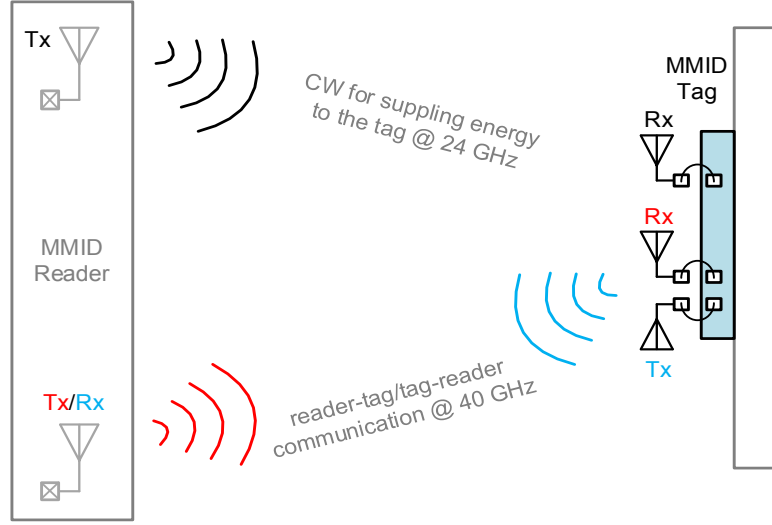 Tx
CW for suppling energy
to the tag @ 24 GHz
MMID
Tag
Rx
Rx
MMID
Reader
Tx
Tx/Rx
reader-tag/tag-reader
communication @ 40 GHz